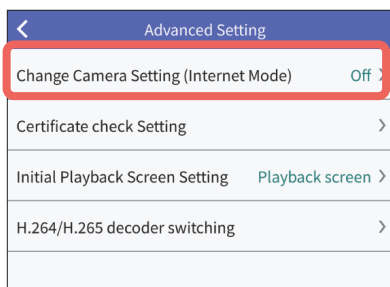 Advanced Setting
Change Camera Setting (Internet Mode) Off
Certificate check Setting
Initial Playback Screen Setting Playback screen
H.264/H.265 decoder switching